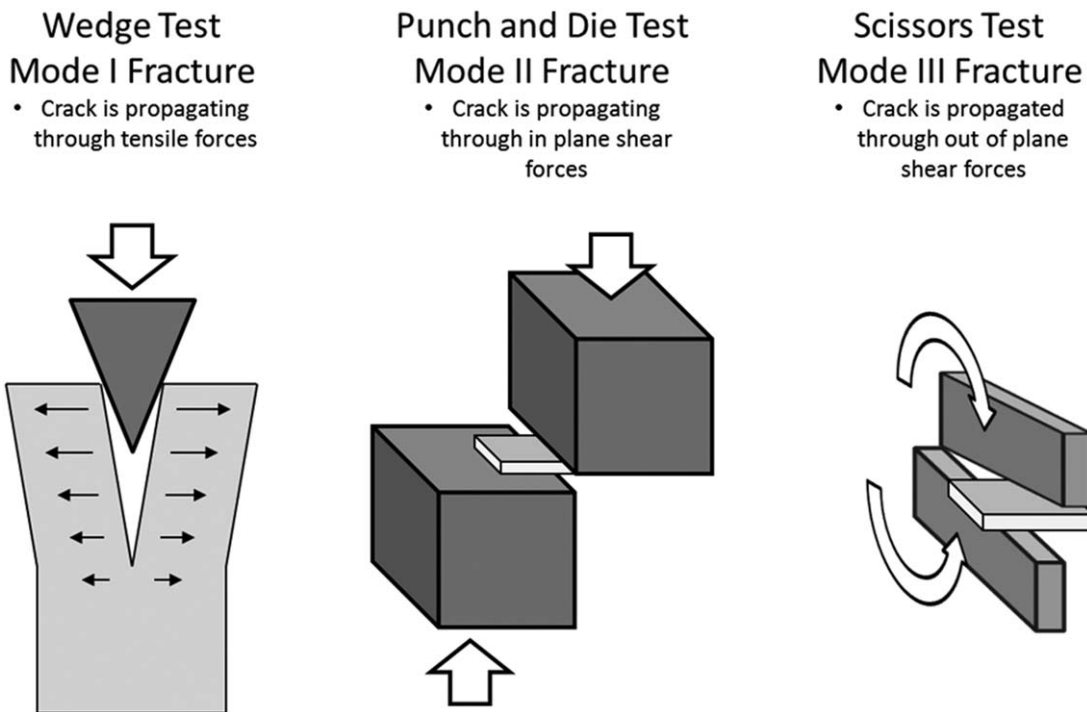 Wedge Test
Mode I Fracture
• Crack is propagating
through tensile forces
Punch and Die Test
Mode II Fracture
• Crack is propagating
through in plane shear
forces
Scissors Test
Mode III Fracture
• Crack is propagated
through out of plane
shear forces